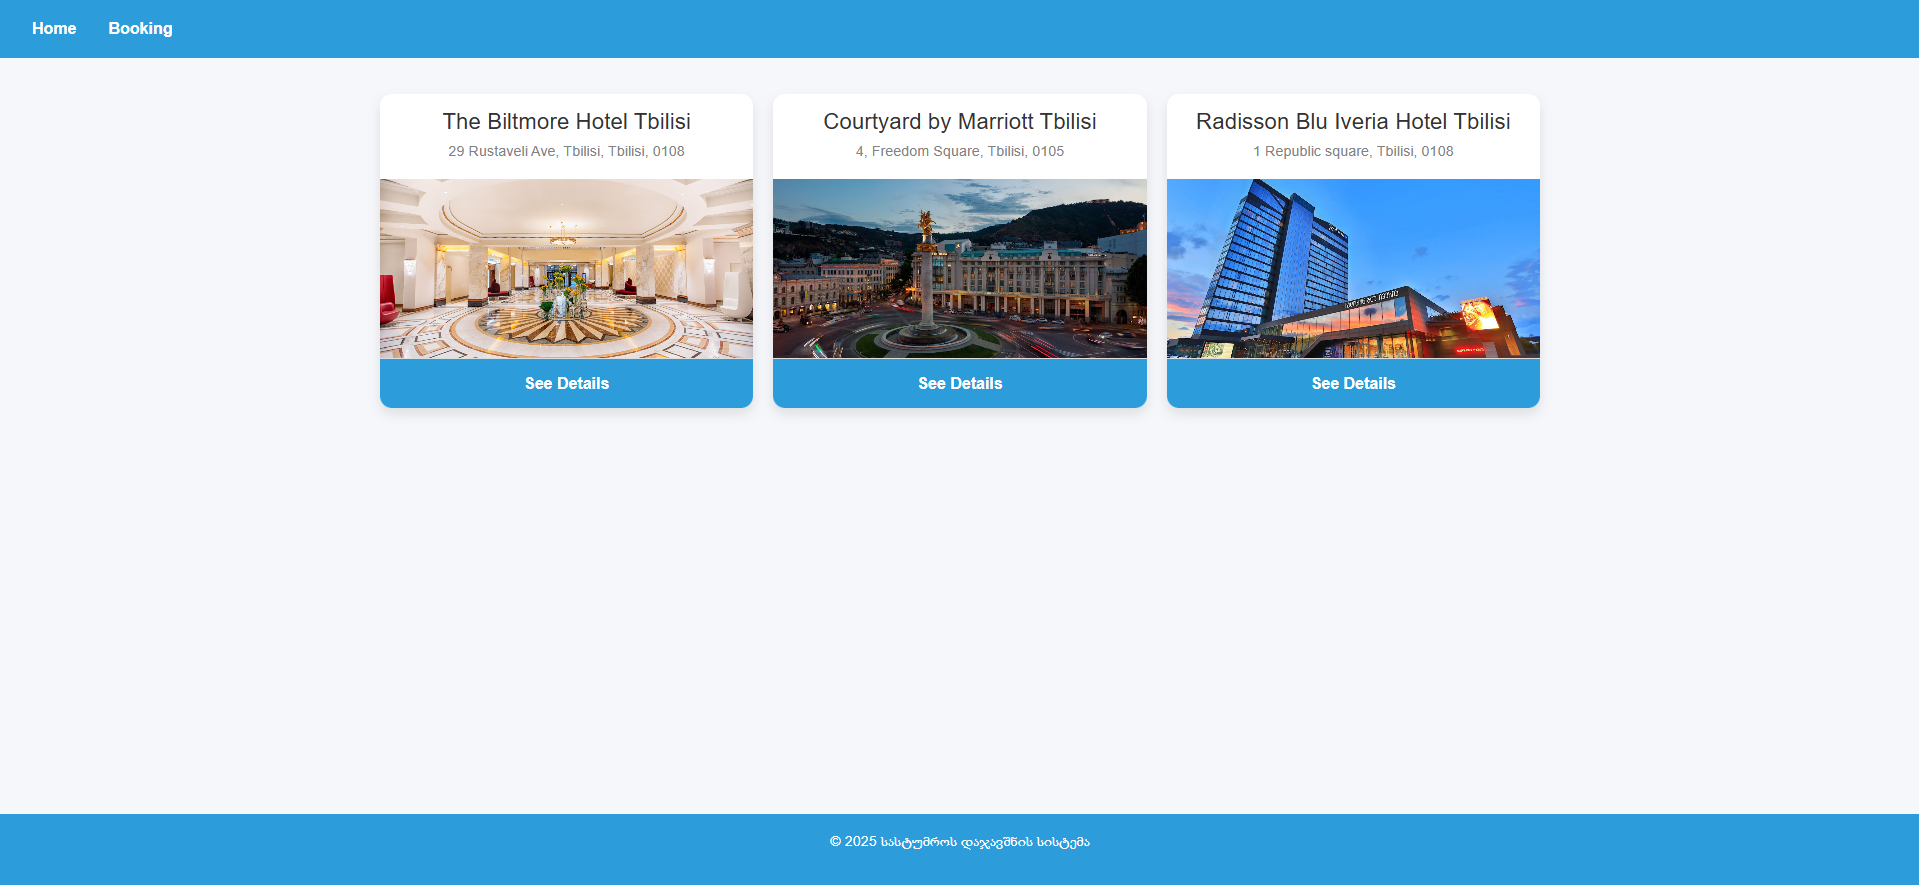 Home Booking
The Biltmore Hotel Tbilisi
29 Rustaveli Ave, Tbilisi, Tbilisi, 0108
See Details
Courtyard by Marriott Tbilisi
4, Freedom Square, Tbilisi, 0105
See Details
Radisson Blu Iveria Hotel Tbilisi
1 Republic square, Tbilisi, 0108
See Details
© 2025 სასტუმროს დაჯავშნის სისტემა